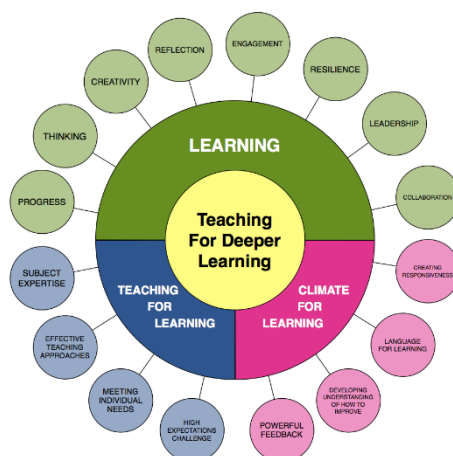 ENGAGEMENT
REFLECTION
RESILIENCE
CREATIVITY
LEADERSHIP
THINKING
LEARNING
COLLABORATION
PROGRESS
Teaching
For Deeper
Learning
SUBJECT
EXPERTISE
CREATING
RESPONSIVENESS
TEACHING
FOR
LEARNING
CLIMATE
FOR
LEARNING
EFFECTIVE
TEACHING
APPROACHES
LANGUAGE
FOR LEARNING
MEETING
INDIVIDUAL
NEEDS
DEVELOPING
UNDERSTANDING
OF HOW TO
IMPROVE
HIGH
EXPECTATIONS
CHALLENGE
POWERFUL
FEEDBACK